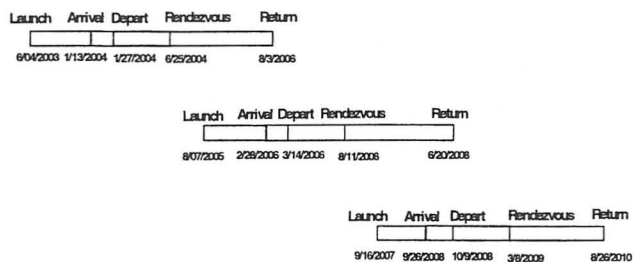 Launch Arrival Depart Rendezvous Return
6/04/2003 1/13/2004 1/27/2004 6/25/2004 8/3/2006
Launch Arrival Depart Rendezvous Return
8/07/2005 2/28/2006 3/14/2006 8/11/2006 6/20/2008
Launch Arrival Depart Rendezvous Return
9/16/2007 9/26/2008 10/9/2008 3/8/2009 8/26/2010